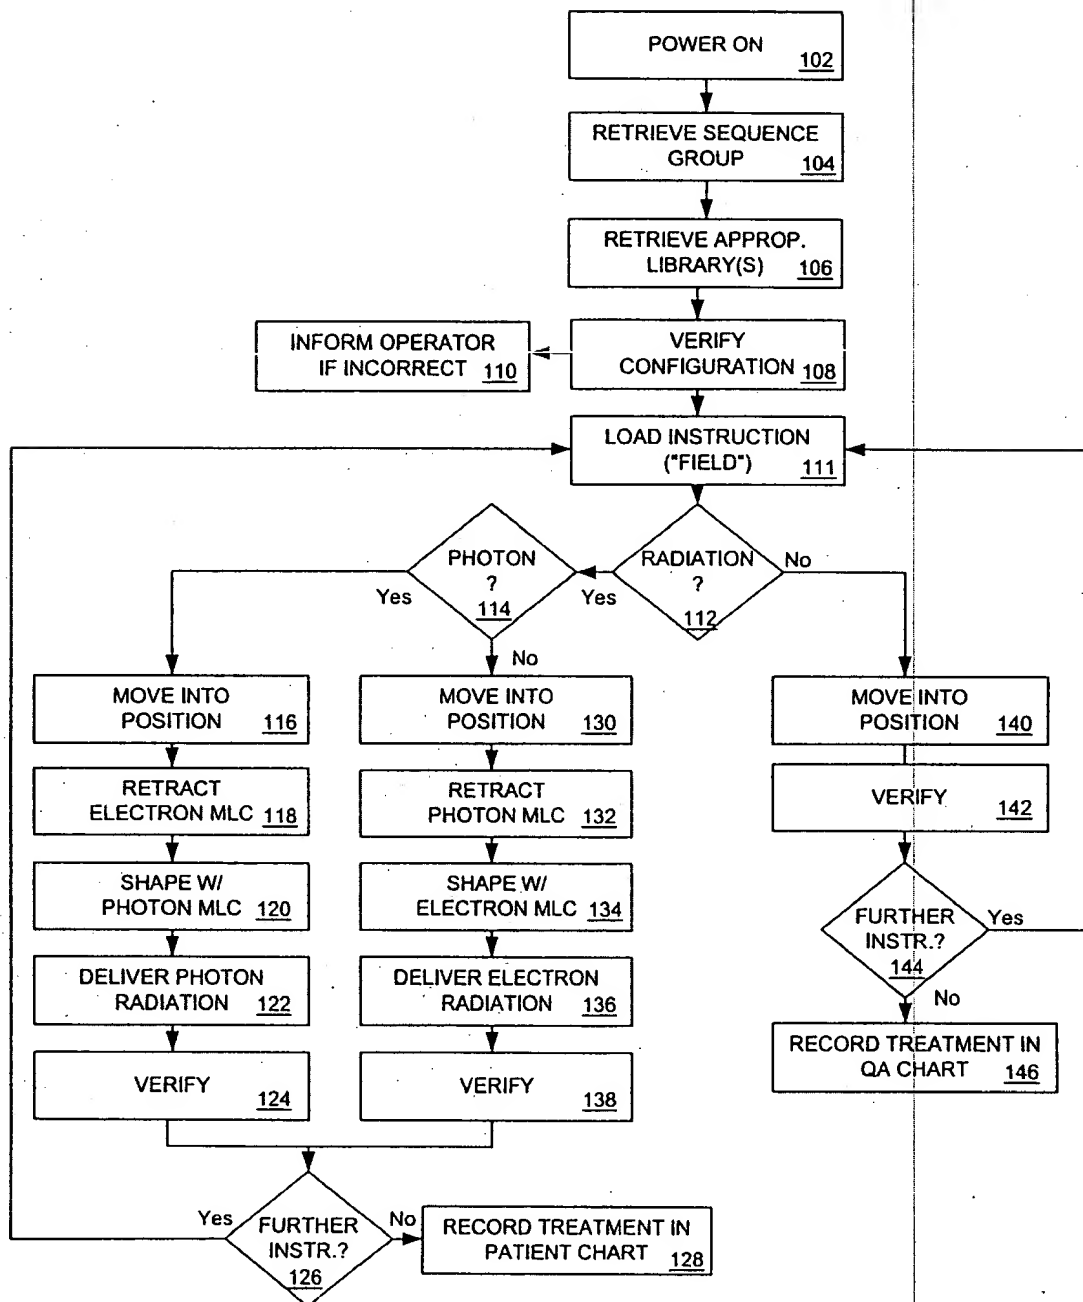 POWER ON
102
RETRIEVE SEQUENCE
GROUP
104
RETRIEVE APPROP.
LIBRARY(S)
106
INFORM OPERATOR
IF INCORRECT 110
VERIFY
CONFIGURATION 108
LOAD INSTRUCTION
("FIELD")
111
PHOTON
?
114
Yes
No
RADIATION
?
112
Yes
No
MOVE INTO
POSITION 116
RETRACT
ELECTRON MLC 118
SHAPE W/
PHOTON MLC 120
DELIVER PHOTON
RADIATION 122
VERIFY
124
MOVE INTO
POSITION 130
RETRACT
PHOTON MLC 132
SHAPE W/
ELECTRON MLC 134
DELIVER ELECTRON
RADIATION 136
VERIFY
138
MOVE INTO
POSITION 140
VERIFY
142
FURTHER
INSTR.?
144
Yes
No
RECORD TREATMENT IN
QA CHART 146
FURTHER
INSTR.?
126
Yes
No
RECORD TREATMENT IN
PATIENT CHART 128